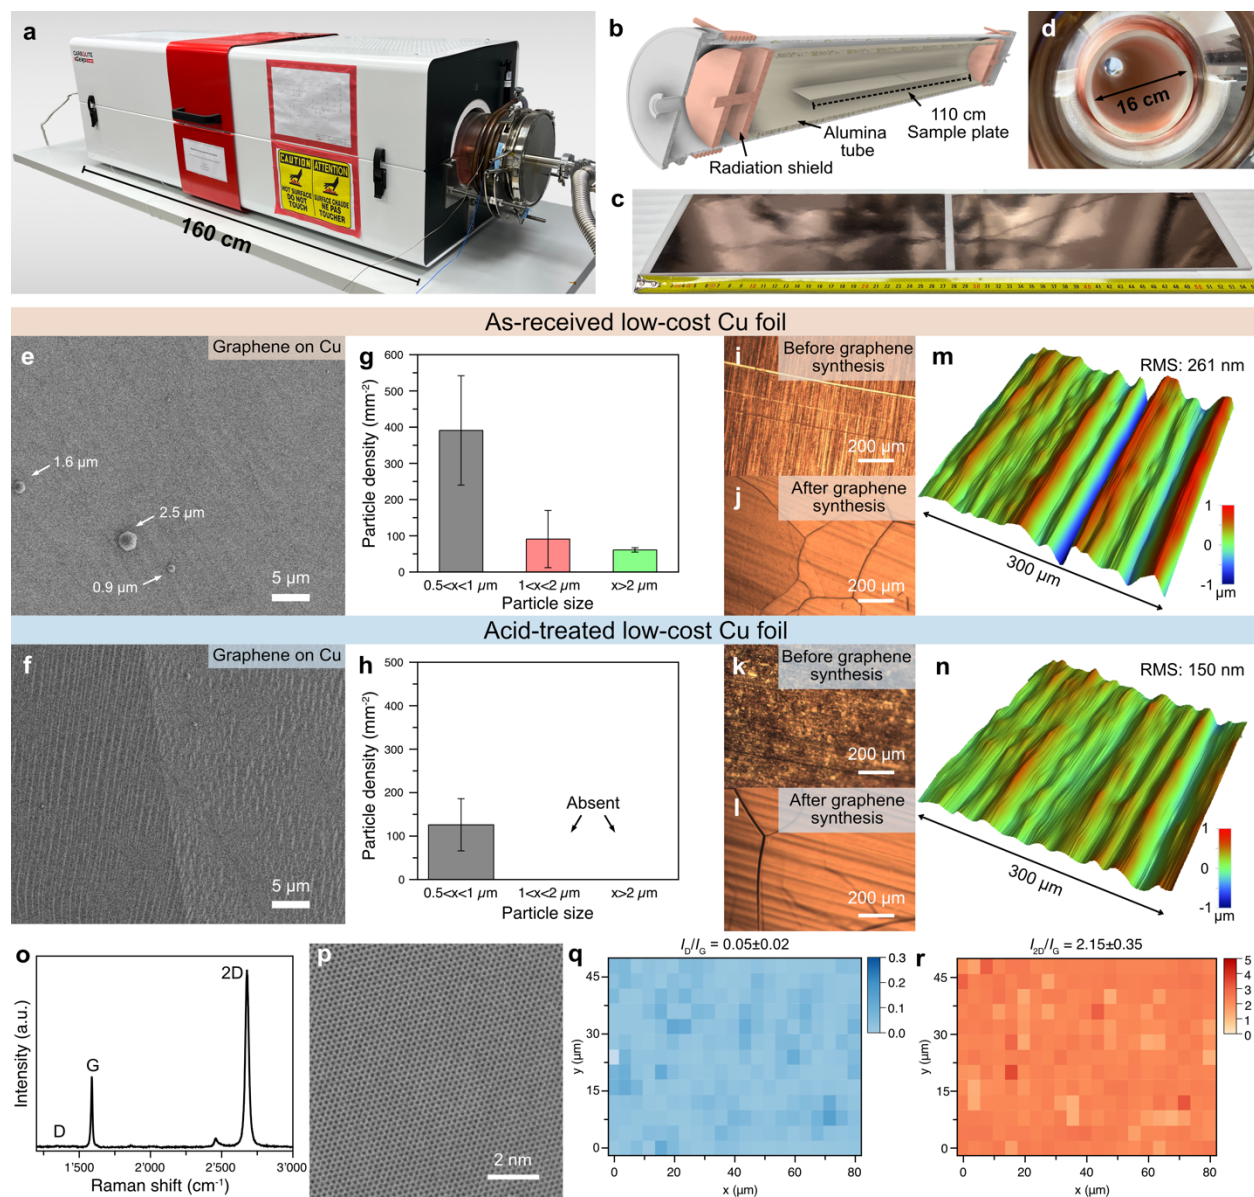 a
CARBOLITE
GERO
CAUTION
ATTENTION
HOT SURFACE
DO NOT
TOUCH
SURFACE CHAUDE
NE PAS
TOUCHER
160 cm
b
110 cm
Sample plate
Alumina
tube
Radiation shield
d
16 cm
c
As-received low-cost Cu foil
e
Graphene on Cu
1.6 µm
2.5 µm
0.9 µm
5 µm
g
Particle density (mm⁻²)
600
500
400
300
200
100
0
0.5<x<1 µm
1<x<2 µm
x>2 µm
Particle size
i
Before graphene
synthesis
200 µm
j
After graphene
synthesis
200 µm
m
RMS: 261 nm
300 µm
1
0
-1
µm
Acid-treated low-cost Cu foil
f
Graphene on Cu
5 µm
h
Particle density (mm⁻²)
500
400
300
200
100
0
Absent
0.5<x<1 µm
1<x<2 µm
x>2 µm
Particle size
k
Before graphene
synthesis
200 µm
l
After graphene
synthesis
200 µm
n
RMS: 150 nm
300 µm
1
0
-1
µm
o
Intensity (a.u.)
D
G
2D
1'500
2'000
2'500
3'000
Raman shift (cm⁻¹)
p
2 nm
q
I_D/I_G = 0.05±0.02
y (µm)
45
30
15
0
0
20
40
60
80
x (µm)
0.3
0.2
0.1
0.0
r
I_2D/I_G = 2.15±0.35
y (µm)
45
30
15
0
0
20
40
60
80
x (µm)
5
4
3
2
1
0